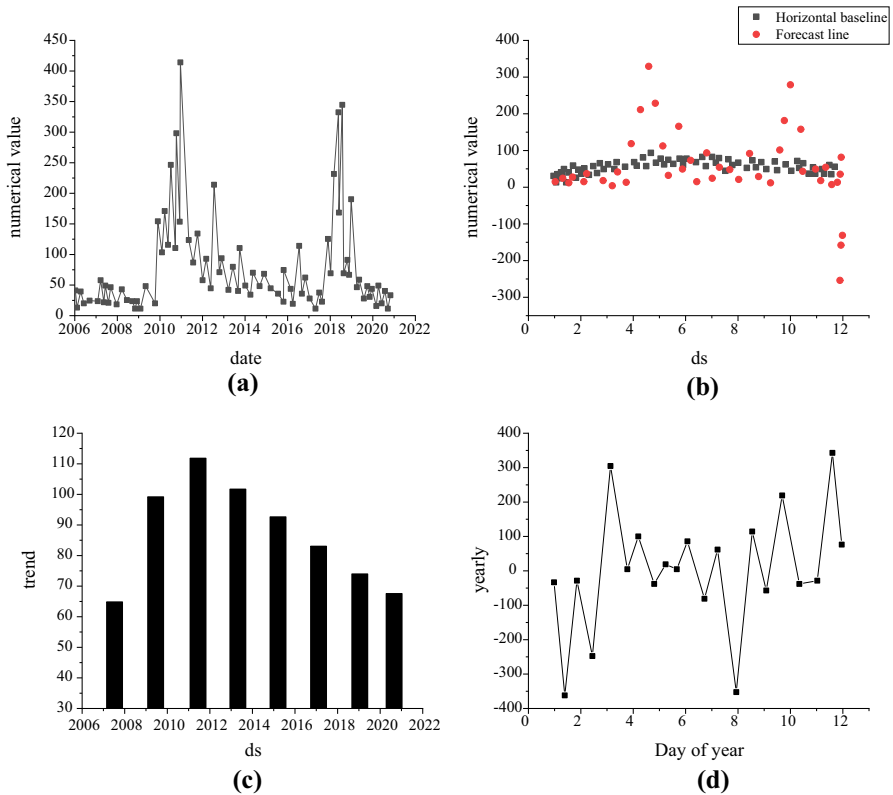 450
400
350
300
250
200
150
100
50
0
numerical value
2006 2008 2010 2012 2014 2016 2018 2020 2022
date
(a)
Horizontal baseline
Forecast line
400
300
200
100
0
-100
-200
-300
numerical value
0 2 4 6 8 10 12 14
ds
(b)
120
110
100
90
80
70
60
50
40
30
trend
2006 2008 2010 2012 2014 2016 2018 2020 2022
ds
(c)
400
300
200
100
0
-100
-200
-300
-400
yearly
0 2 4 6 8 10 12 14
Day of year
(d)